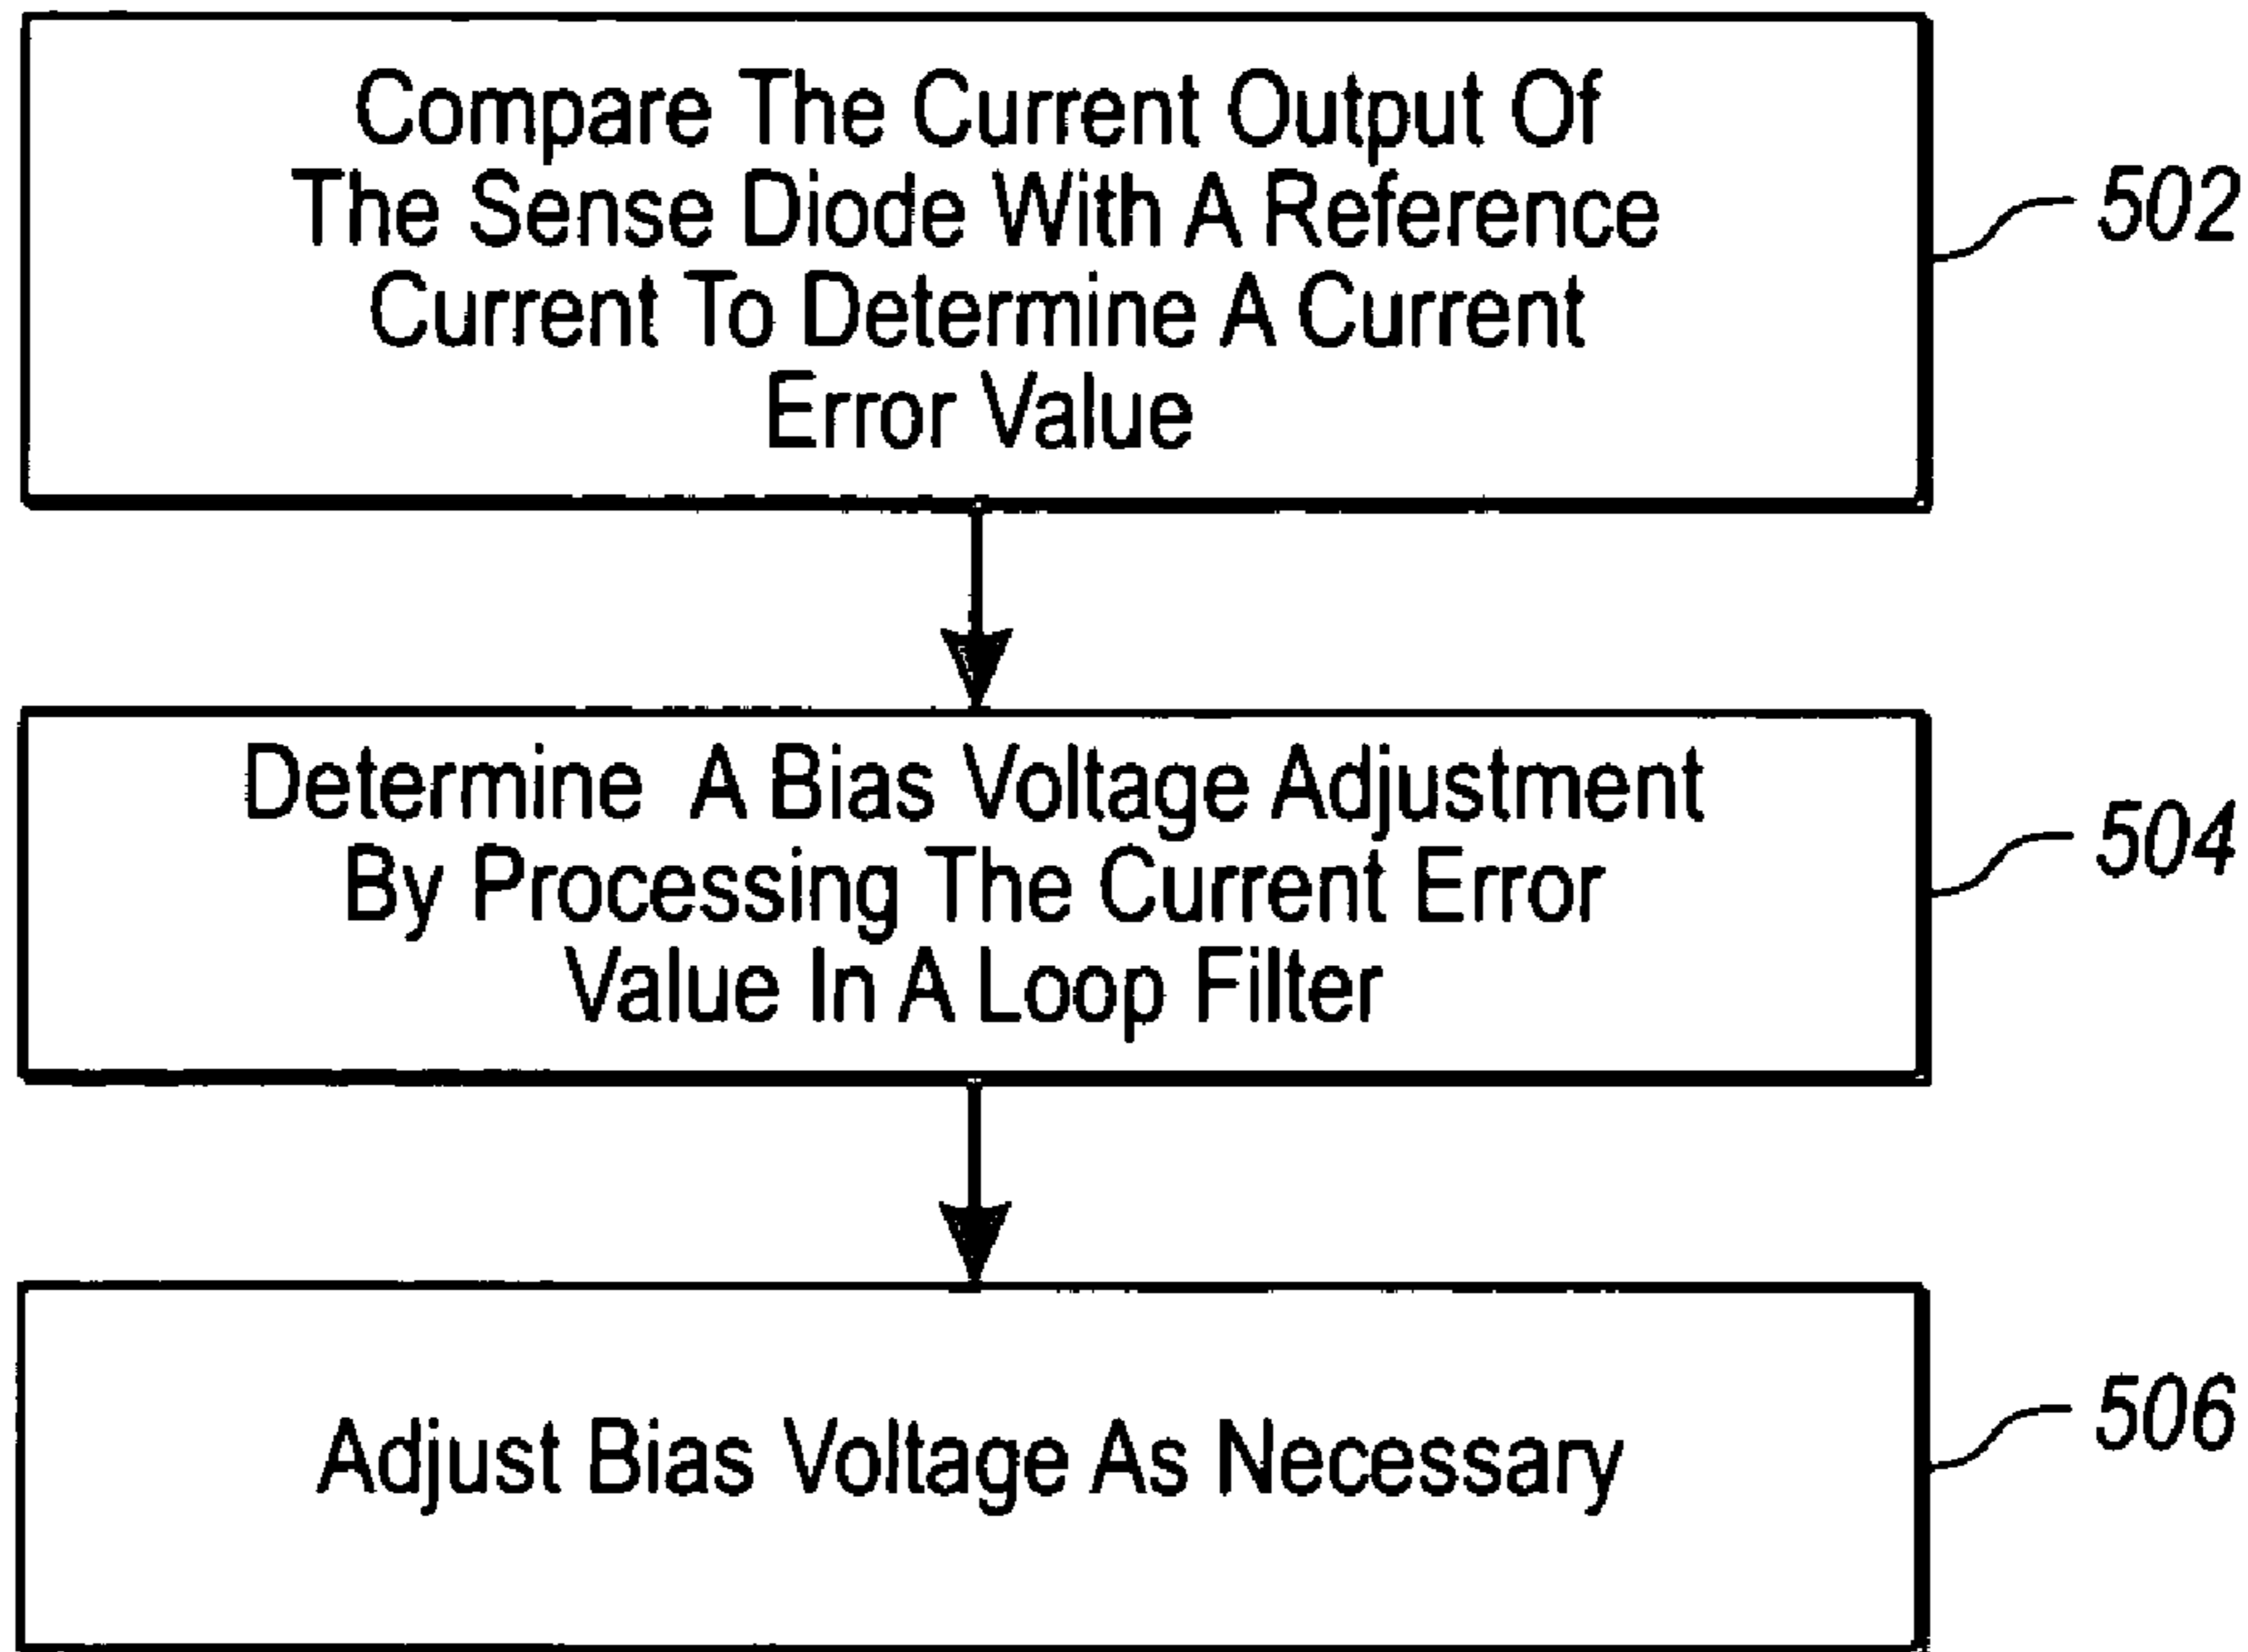 Compare The Current Output Of
The Sense Diode With A Reference
Current To Determine A Current
Error Value
502
Determine A Bias Voltage Adjustment
By Processing The Current Error
Value In A Loop Filter
504
Adjust Bias Voltage As Necessary
506